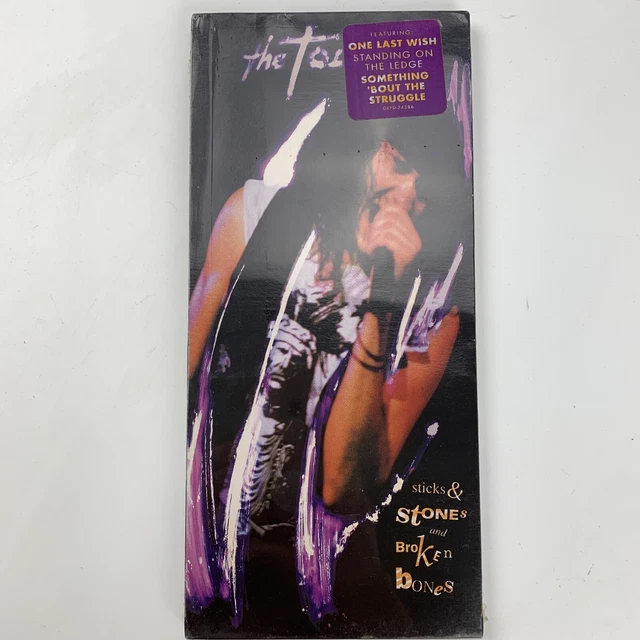 the
FEATURING:
ONE LAST WISH
STANDING ON
THE LEDGE
SOMETHING
'BOUT THE
STRUGGLE
sticks &
STONES
and
BROKEN
bONes